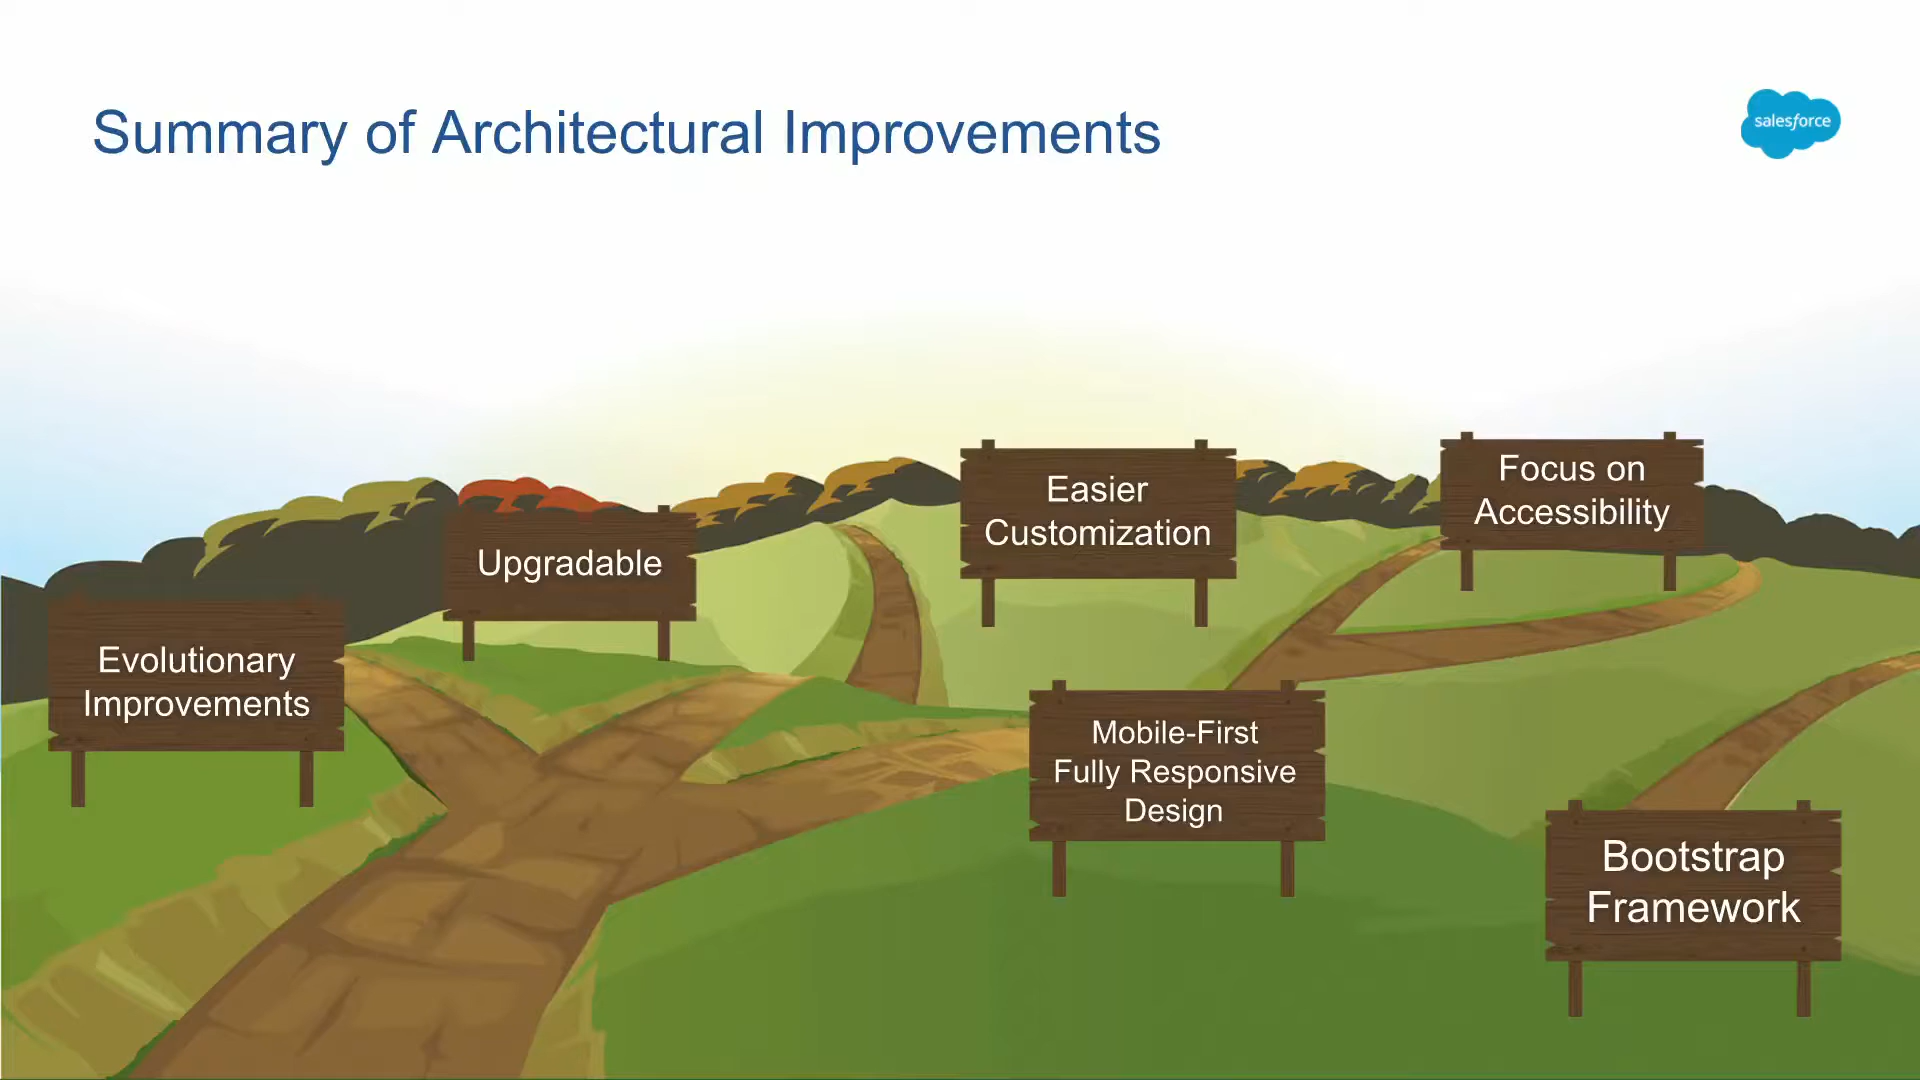 Summary of Architectural Improvements
salesforce
Evolutionary
Improvements
Upgradable
Easier
Customization
Focus on
Accessibility
Mobile-First
Fully Responsive
Design
Bootstrap
Framework